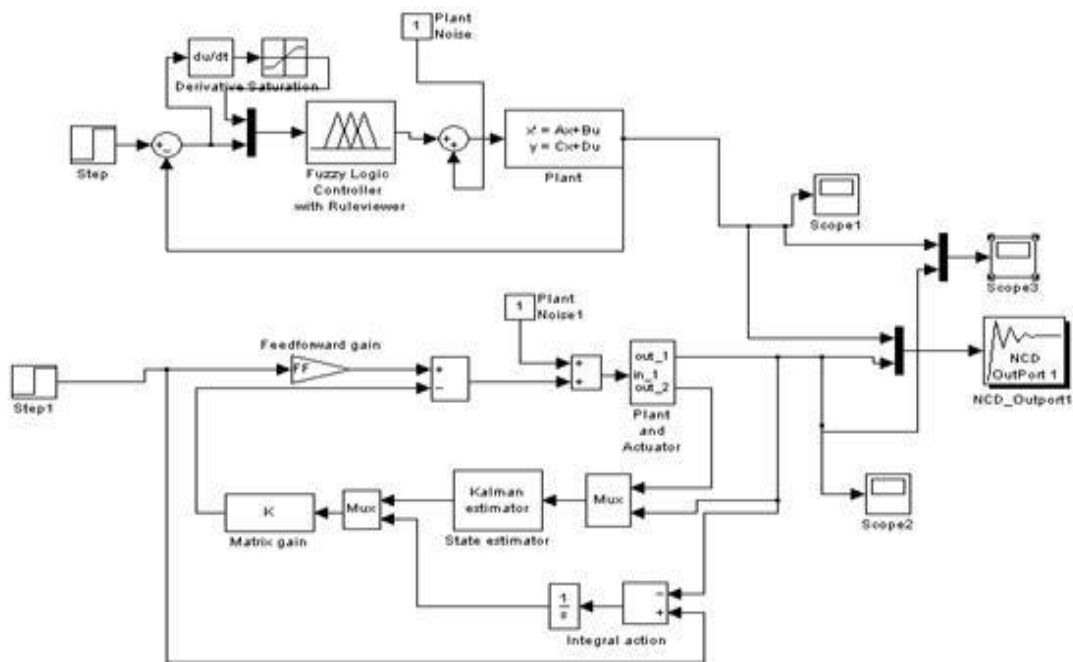 1
Plant
Noise
du/dt
Derivative Saturation
Step
Fuzzy Logic
Controller
with Ruleviewer
x' = Ax+Bu
y = Cx+Du
Plant
Scope1
Scope3
1
Plant
Noise1
Feedforward gain
FF
Step1
out_1
in_1
out_2
Plant
and
Actuator
NCD
OutPort 1
NCD_Outport1
K
Matrix gain
Mux
Kalman
estimator
State estimator
Mux
Scope2
1
s
Integral action